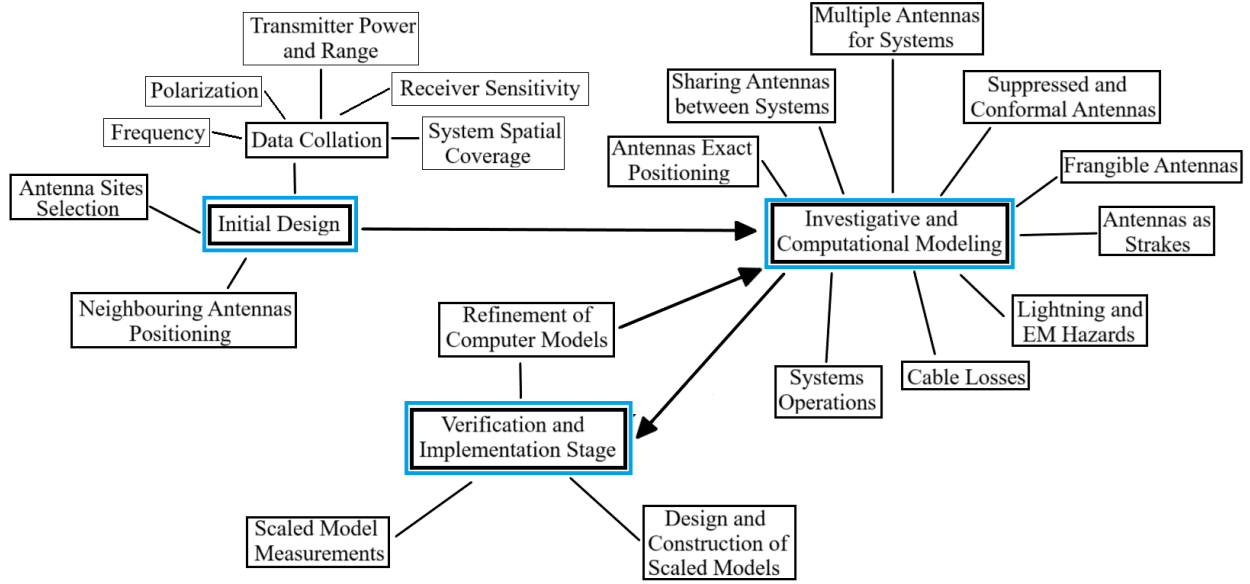 Transmitter Power
and Range
Polarization
Receiver Sensitivity
Frequency
Data Collation
System Spatial
Coverage
Antenna Sites
Selection
Initial Design
Neighbouring Antennas
Positioning
Multiple Antennas
for Systems
Sharing Antennas
between Systems
Suppressed and
Conformal Antennas
Antennas Exact
Positioning
Frangible Antennas
Investigative and
Computational Modeling
Antennas as
Strakes
Lightning and
EM Hazards
Systems
Operations
Cable Losses
Refinement of
Computer Models
Verification and
Implementation Stage
Scaled Model
Measurements
Design and
Construction of
Scaled Models